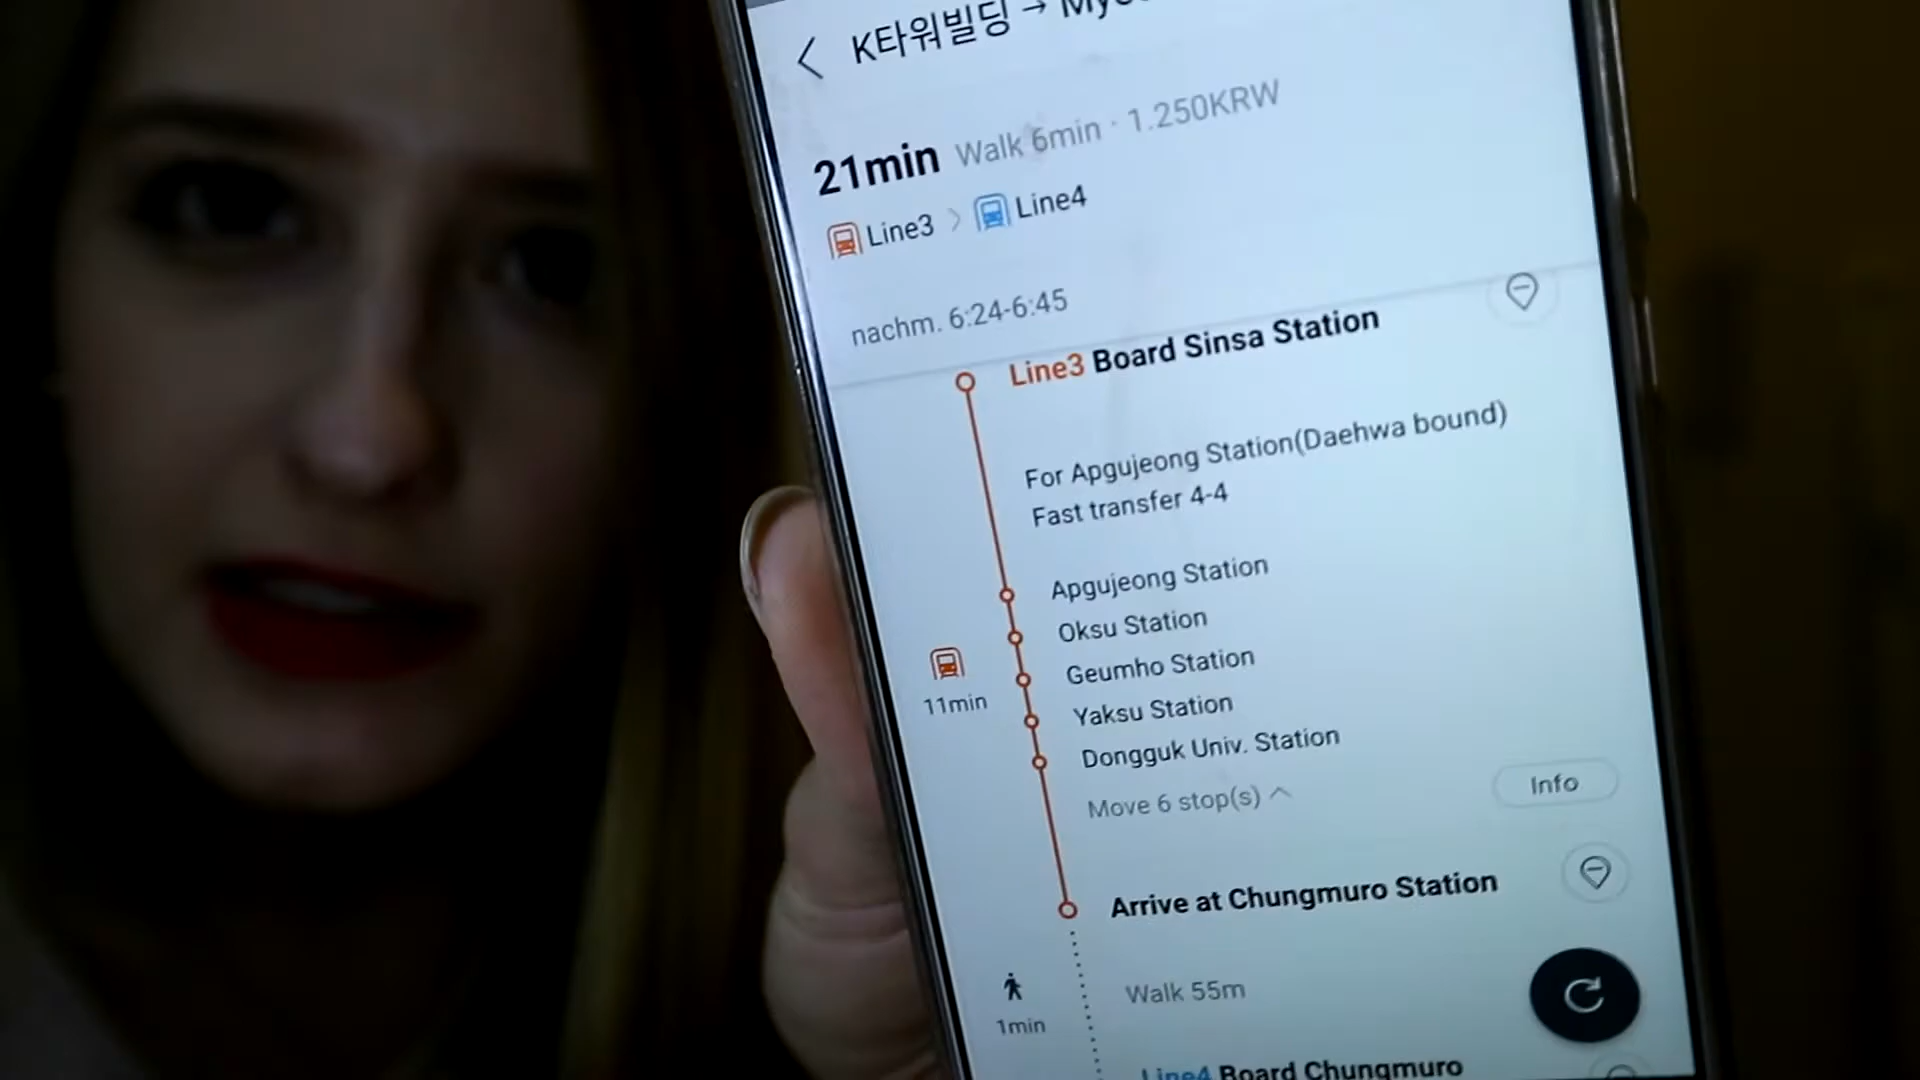 K타워빌딩 →
21min Walk 6min · 1.250KRW
Line3 > Line4
nachm. 6:24-6:45
Line3 Board Sinsa Station
For Apgujeong Station(Daehwa bound)
Fast transfer 4-4
Apgujeong Station
Oksu Station
Geumho Station
11min
Yaksu Station
Dongguk Univ. Station
Move 6 stop(s)
Info
Arrive at Chungmuro Station
Walk 55m
1min
Line4 Board Chungmuro